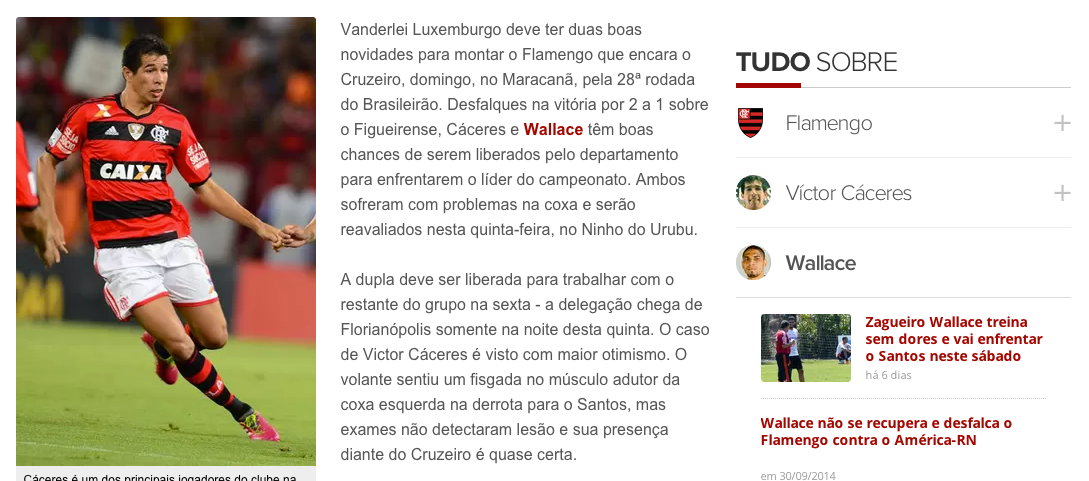 SEJA
SÓCIO
adidas
CAIXA
SEJA
SÓCIO
Cáceres é um dos principais jogadores do clube na
Vanderlei Luxemburgo deve ter duas boas
novidades para montar o Flamengo que encara o
Cruzeiro, domingo, no Maracanã, pela 28ª rodada
do Brasileirão. Desfalques na vitória por 2 a 1 sobre
o Figueirense, Cáceres e Wallace têm boas
chances de serem liberados pelo departamento
para enfrentarem o líder do campeonato. Ambos
sofreram com problemas na coxa e serão
reavaliados nesta quinta-feira, no Ninho do Urubu.
A dupla deve ser liberada para trabalhar com o
restante do grupo na sexta - a delegação chega de
Florianópolis somente na noite desta quinta. O caso
de Victor Cáceres é visto com maior otimismo. O
volante sentiu um fisgada no músculo adutor da
coxa esquerda na derrota para o Santos, mas
exames não detectaram lesão e sua presença
diante do Cruzeiro é quase certa.
TUDO SOBRE
Flamengo
Víctor Cáceres
Wallace
Zagueiro Wallace treina
sem dores e vai enfrentar
o Santos neste sábado
há 6 dias
Wallace não se recupera e desfalca o
Flamengo contra o América-RN
em 30/09/2014